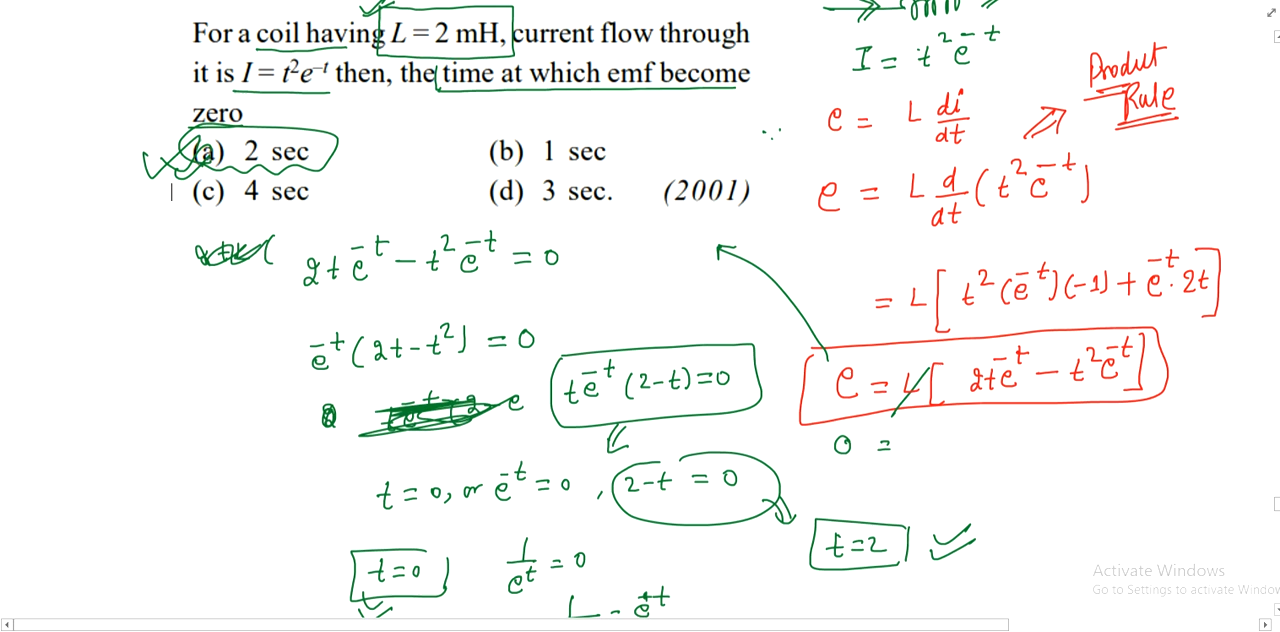 For a coil having L = 2 mH, current flow through
it is I = t²e⁻ᵗ then, the time at which emf become
zero
(a) 2 sec (b) 1 sec
(c) 4 sec (d) 3 sec. (2001)
I = t²e⁻ᵗ
Product
Rule
e = L di/dt
e = L d/dt (t²e⁻ᵗ)
= L[ t²(e⁻ᵗ)(-1) + e⁻ᵗ.2t]
e = L[ 2te⁻ᵗ - t²e⁻ᵗ]
0 =
2te⁻ᵗ - t²e⁻ᵗ = 0
e⁻ᵗ(2t - t²) = 0
te⁻ᵗ(2-t)=0
t = 0, or e⁻ᵗ = 0, 2-t = 0
t=0
1/eᵗ = 0
t=2
Activate Windows
Go to Settings to activate Window